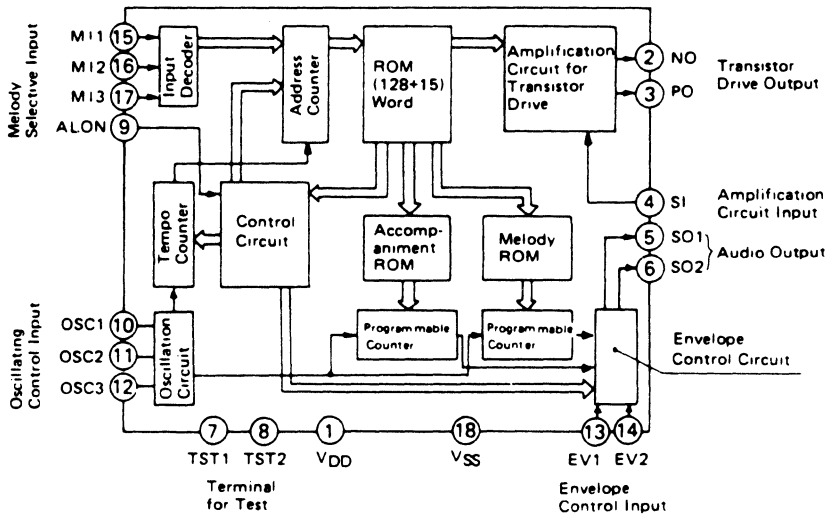 Melody
Selective Input
MI1 15
MI2 16
MI3 17
ALON 9
Input
Decoder
Address
Counter
ROM
(128+15)
Word
Amplification
Circuit for
Transistor
Drive
2 NO
3 PO
Transistor
Drive Output
4 SI
Amplification
Circuit Input
5 SO1
6 SO2
Audio Output
Tempo
Counter
Control
Circuit
Accomp-
animent
ROM
Melody
ROM
Oscillating
Control Input
OSC1 10
OSC2 11
OSC3 12
Oscillation
Circuit
Programmable
Counter
Programmable
Counter
Envelope
Control Circuit
7
TST1
8
TST2
1
VDD
18
VSS
13
EV1
14
EV2
Terminal
for Test
Envelope
Control Input